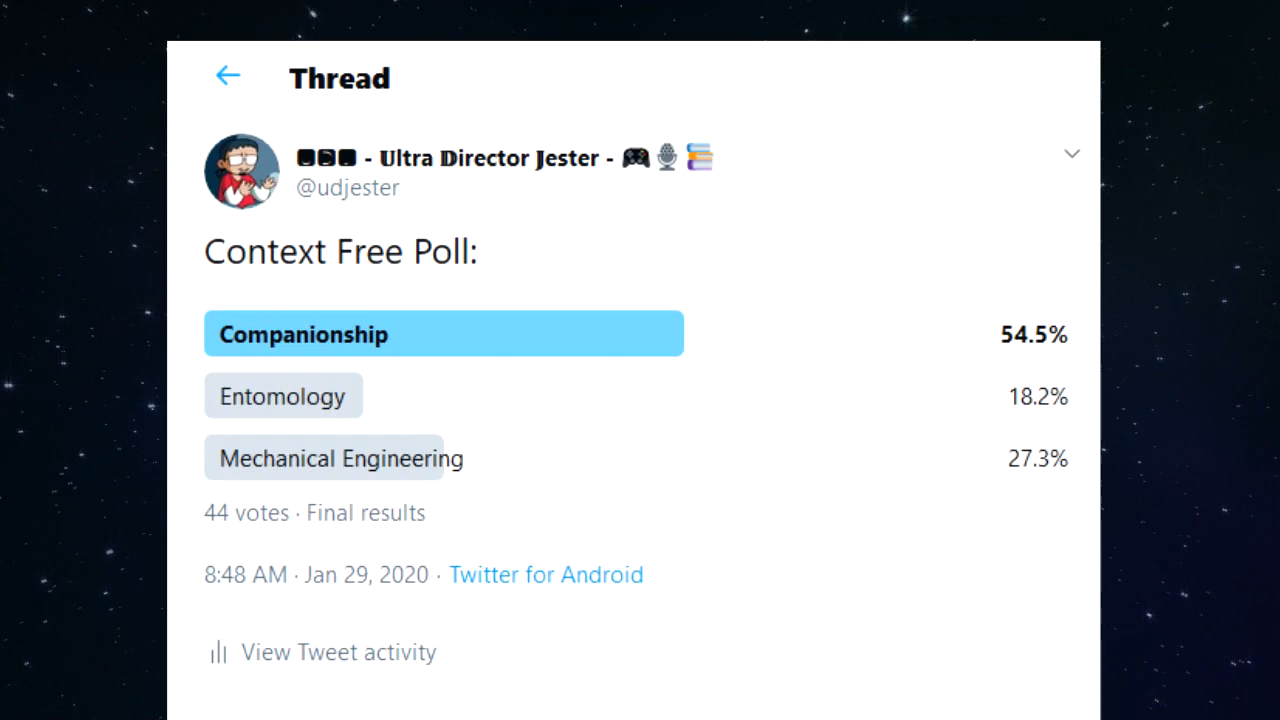 Thread
- Ultra Director Jester -
@udjester
Context Free Poll:
Companionship 54.5%
Entomology 18.2%
Mechanical Engineering 27.3%
44 votes · Final results
8:48 AM · Jan 29, 2020 · Twitter for Android
View Tweet activity